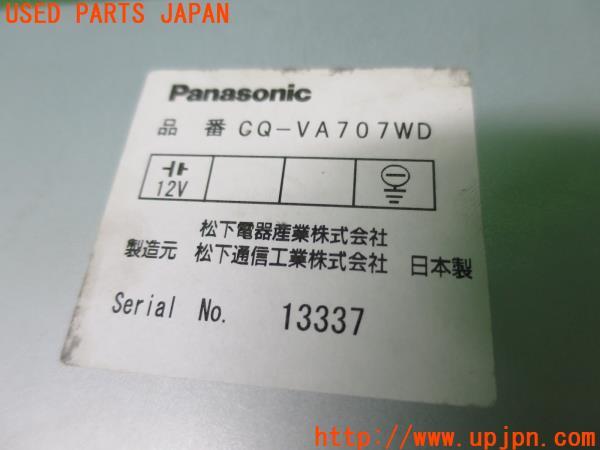 USED PARTS JAPAN
Panasonic
品 番 CQ-VA707WD
12V
松下電器産業株式会社
製造元 松下通信工業株式会社 日本製
Serial No. 13337
http://www.upjpn.com/